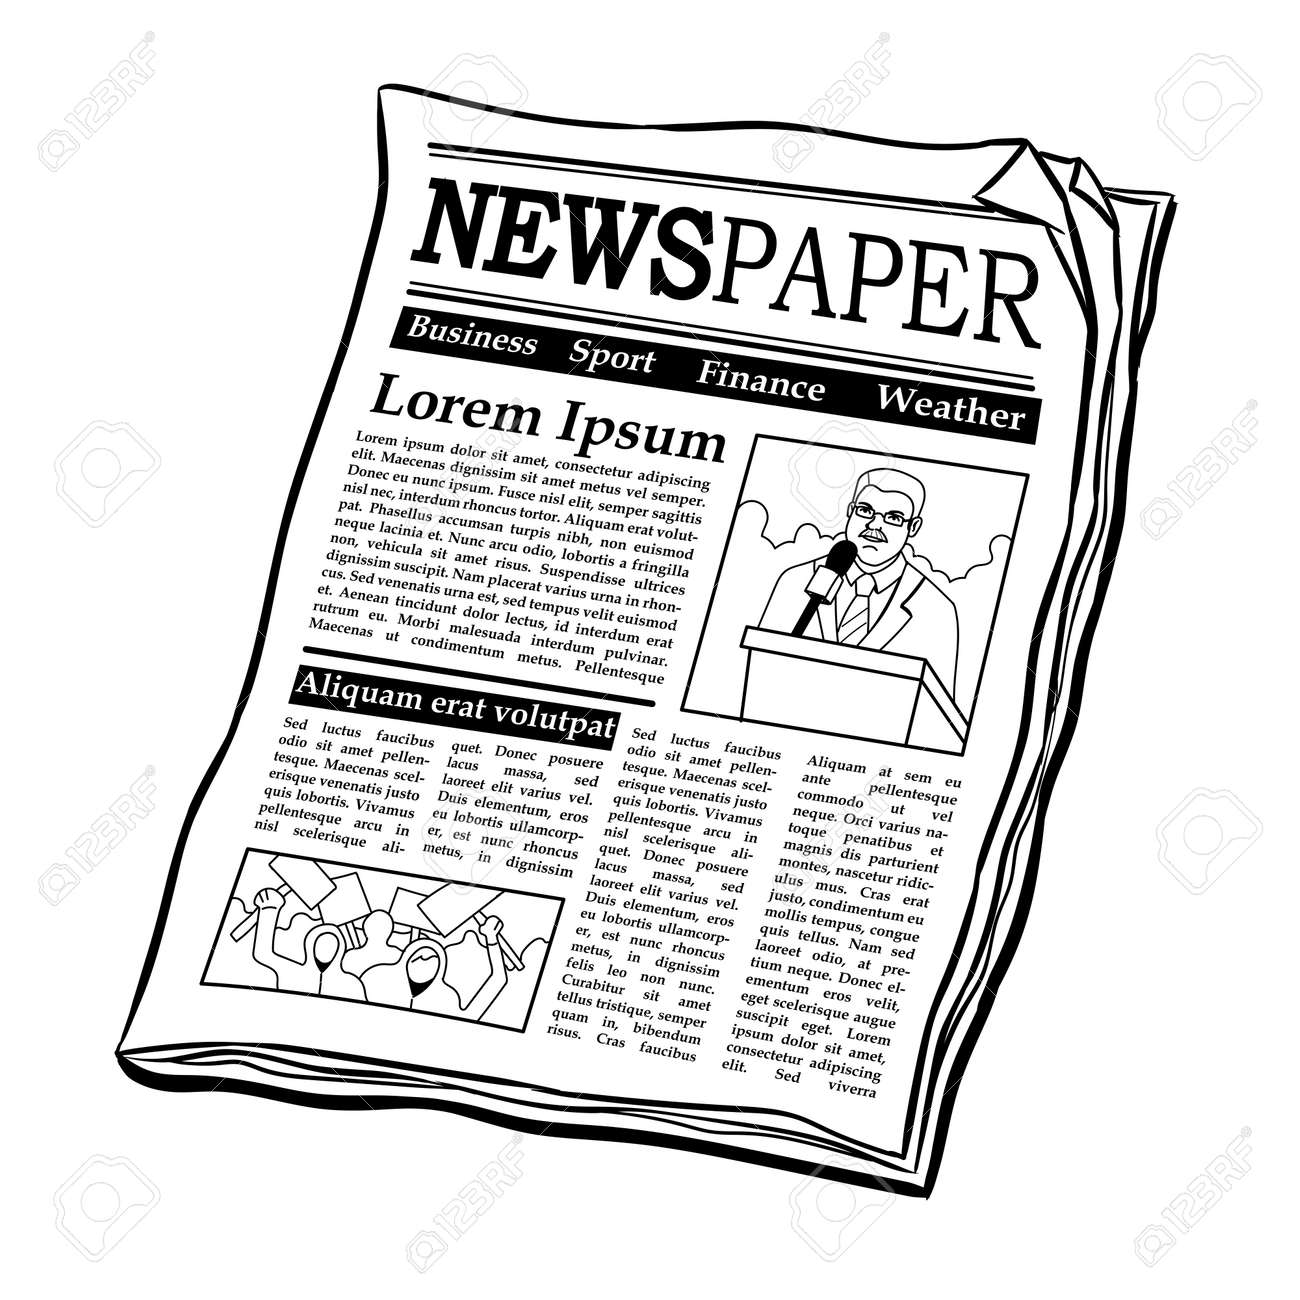 NEWSPAPER
Business Sport Finance Weather
Lorem Ipsum
Lorem ipsum dolor sit amet, consectetur adipiscing
elit. Maecenas dignissim sit amet metus vel semper.
Donec eu nunc ipsum. Fusce nisl elit, semper sagittis
nisl nec, interdum rhoncus tortor. Aliquam erat volut-
pat. Phasellus accumsan turpis nibh, non euismod
neque lacinia et. Nunc arcu odio, lobortis a fringilla
non, vehicula sit amet risus. Suspendisse ultrices
dignissim suscipit. Nam placerat varius urna in rhon-
cus. Sed venenatis urna est, sed tempus velit euismod
et. Aenean tincidunt dolor lectus, id interdum erat
rutrum eu. Morbi malesuada interdum pulvinar.
Maecenas ut condimentum metus. Pellentesque
Aliquam erat volutpat
Sed luctus faucibus
odio sit amet pellen-
tesque. Maecenas scel-
erisque venenatis justo
quis lobortis. Vivamus
pellentesque arcu in
nisl scelerisque ali-
quet. Donec posuere
lacus massa, sed
laoreet elit varius vel.
Duis elementum, eros
eu lobortis ullamcorp-
er, est nunc rhoncus
metus, in dignissim
Sed luctus faucibus
odio sit amet pellen-
tesque. Maecenas scel-
erisque venenatis justo
quis lobortis. Vivamus
pellentesque arcu in
nisl scelerisque ali-
quet. Donec posuere
lacus massa, sed
laoreet elit varius vel.
Duis elementum, eros
eu lobortis ullamcorp-
er, est nunc rhoncus
metus, in dignissim
felis leo non nunc.
Curabitur sit amet
tellus tristique, semper
quam in, bibendum
risus. Cras faucibus
Aliquam at sem eu
ante pellentesque
commodo ut vel
neque. Orci varius na-
toque penatibus et
magnis dis parturient
montes, nascetur ridic-
ulus mus. Cras erat
justo, condimentum eu
mollis tempus, congue
quis tellus. Nam sed
laoreet odio, at pre-
tium neque. Donec el-
ementum eros velit,
eget scelerisque augue
suscipit eget. Lorem
ipsum dolor sit amet,
consectetur adipiscing
elit. Sed viverra
123RF
123RF
123RF
123RF
123RF
123RF
123RF
123RF
123RF